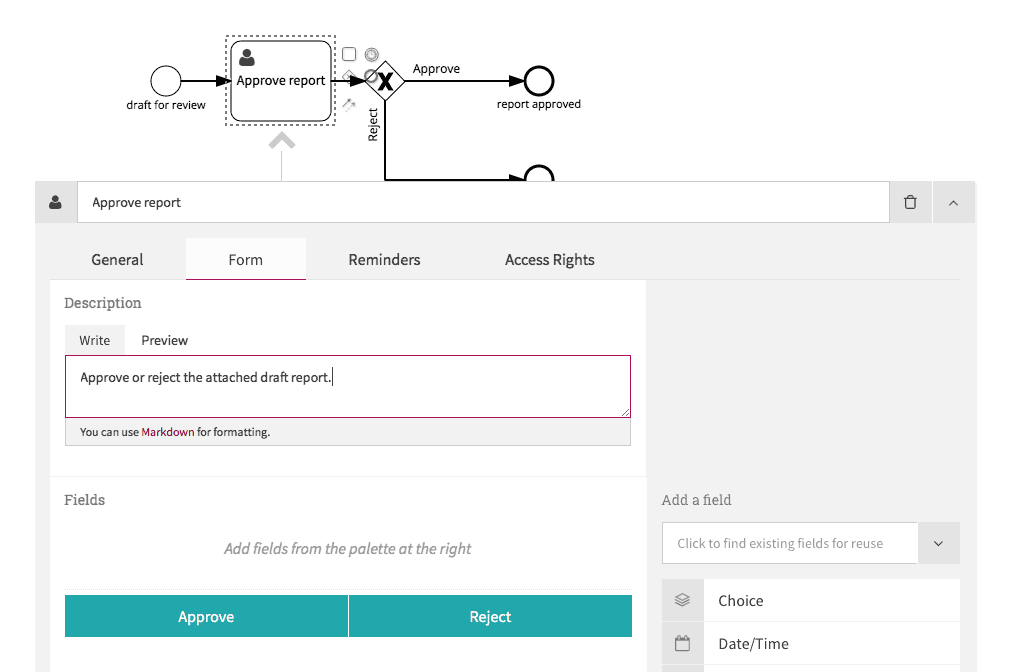 Approve report
Approve
draft for review
report approved
Reject
Approve report
General
Form
Reminders
Access Rights
Description
Write
Preview
Approve or reject the attached draft report.
You can use Markdown for formatting.
Fields
Add a field
Add fields from the palette at the right
Click to find existing fields for reuse
Approve
Reject
Choice
Date/Time